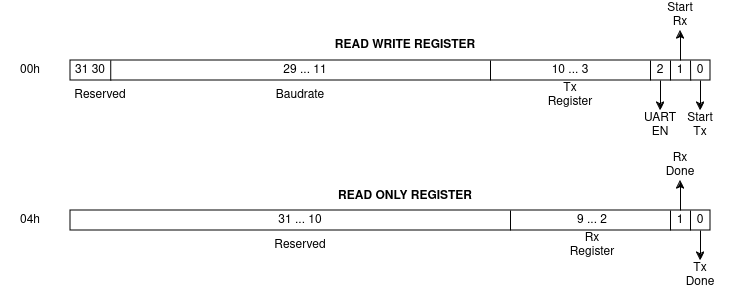 Start
Rx
READ WRITE REGISTER
00h
31 30
29 ... 11
10 ... 3
2
1
0
Reserved
Baudrate
Tx
Register
UART
EN
Start
Tx
Rx
Done
READ ONLY REGISTER
04h
31 ... 10
9 ... 2
1
0
Reserved
Rx
Register
Tx
Done